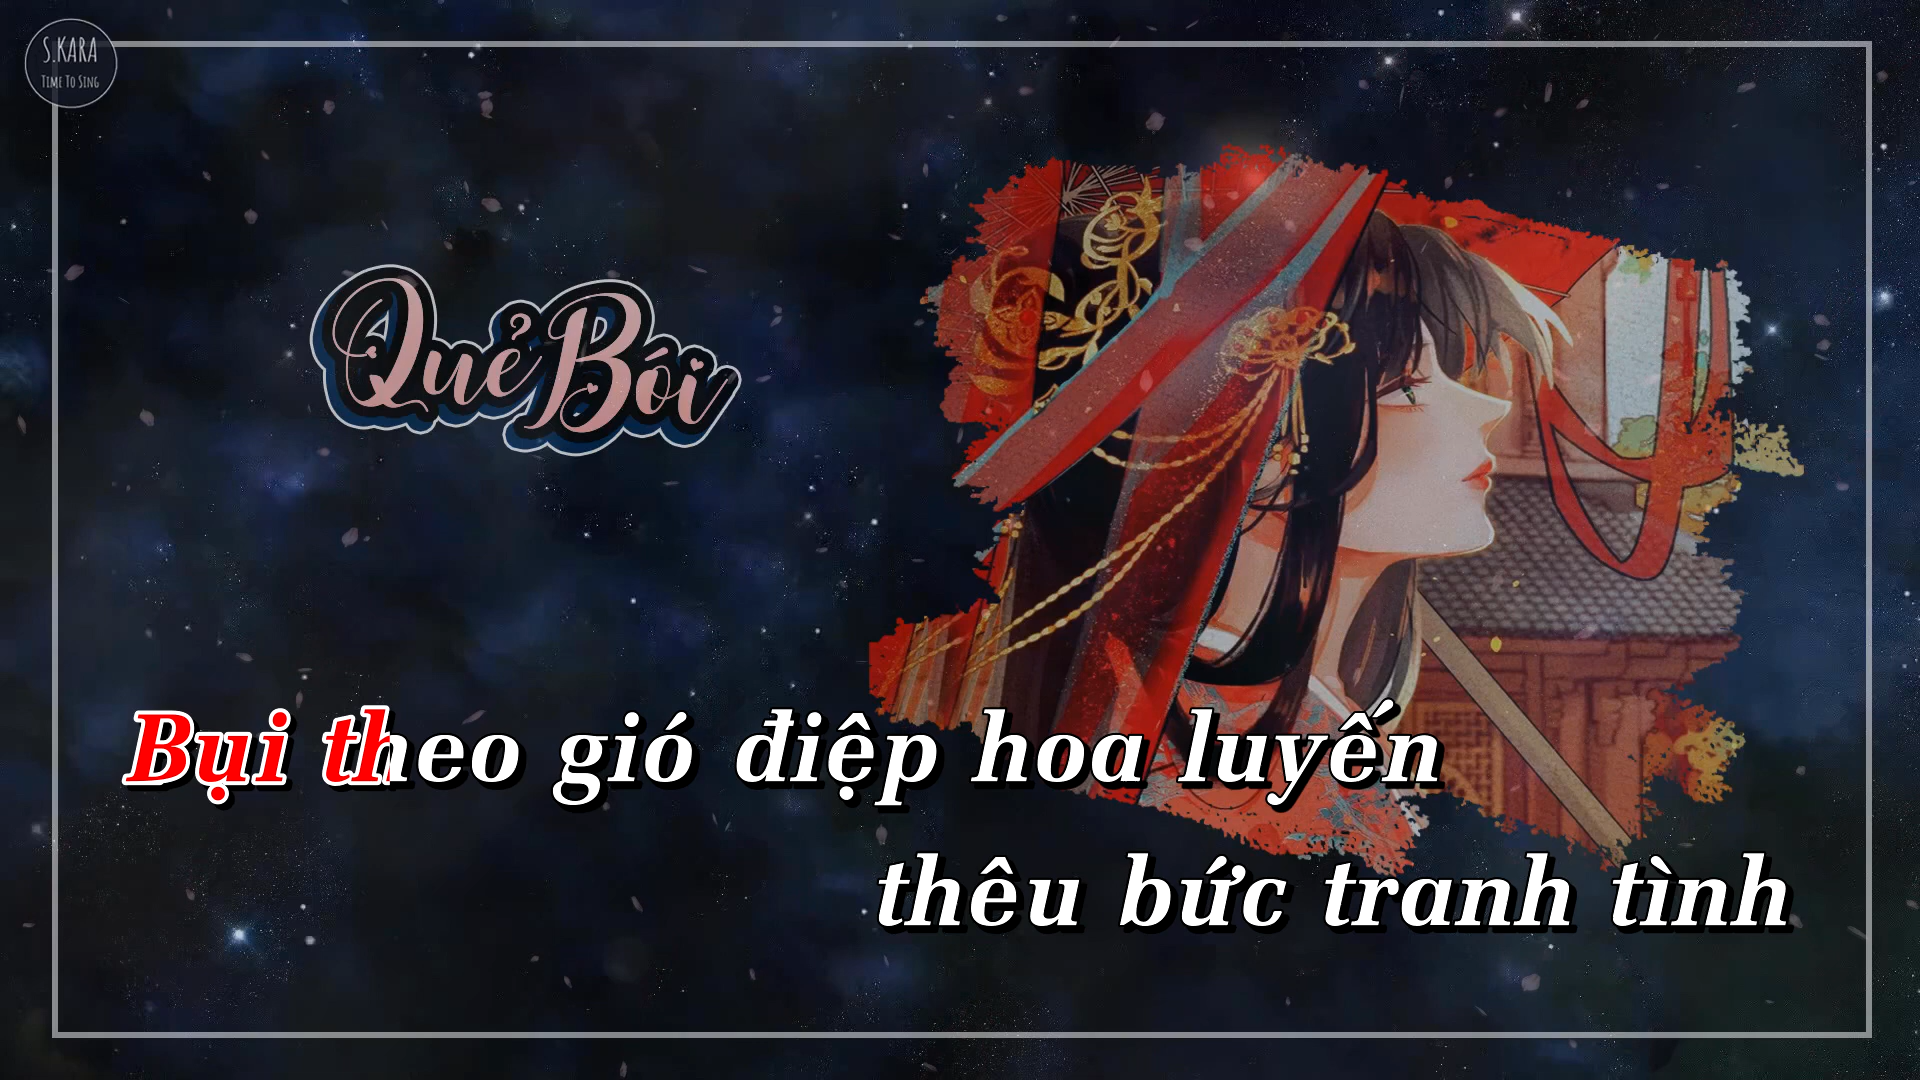 S.KARA
TIME TO SING
Quẻ Bói
Bụi theo gió điệp hoa luyến
thêu bức tranh tình